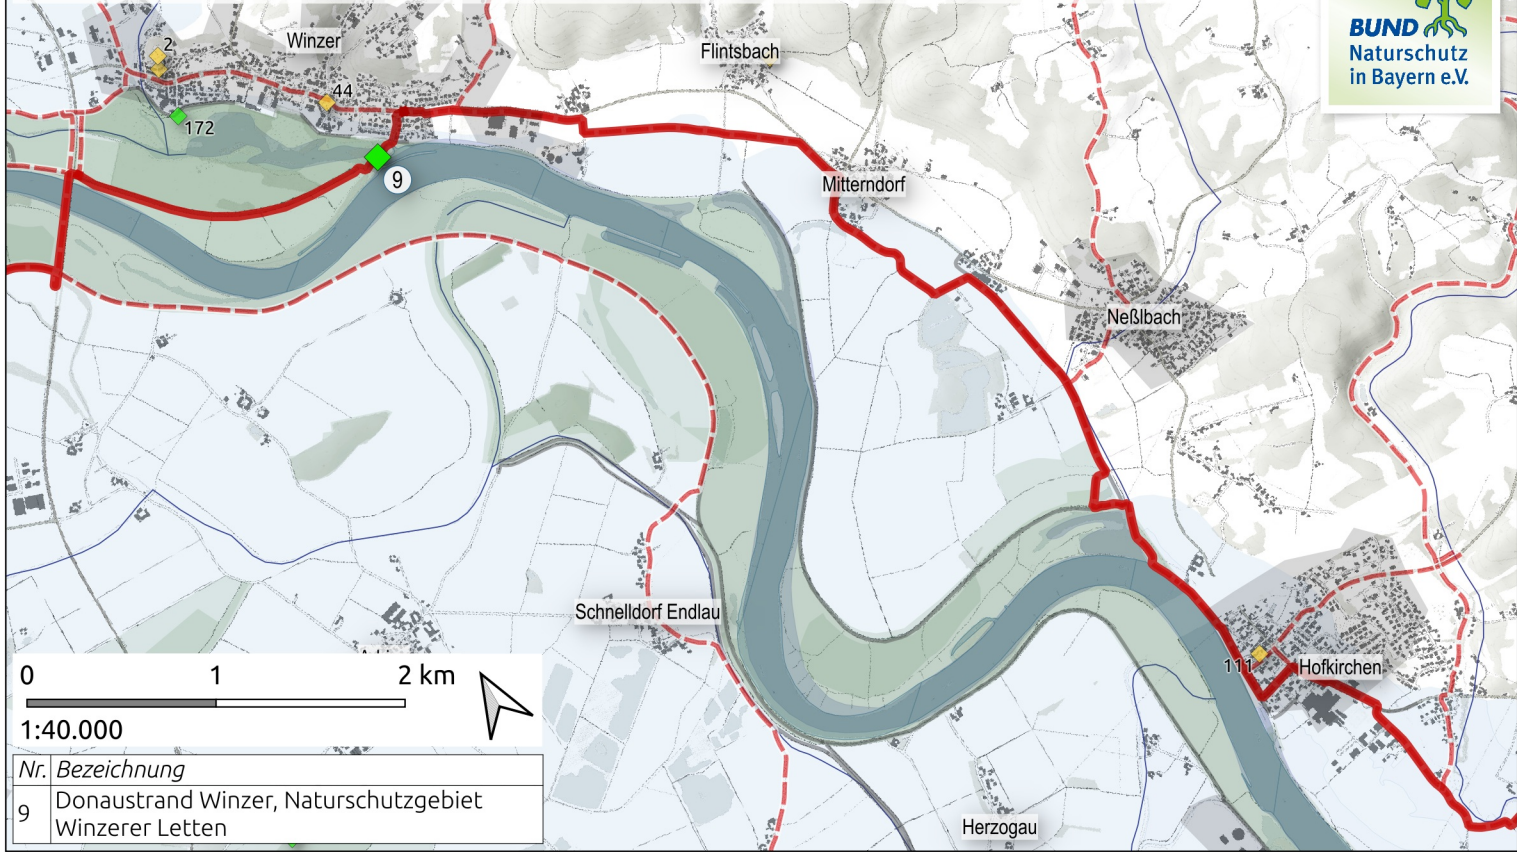 2
Winzer
Flintsbach
BUND
Naturschutz
in Bayern e.V.
44
172
9
Mitterndorf
Neßlbach
Schnelldorf Endlau
111
Hofkirchen
Herzogau
0 1 2 km
1:40.000
Nr. Bezeichnung
9 Donaustrand Winzer, Naturschutzgebiet
Winzerer Letten